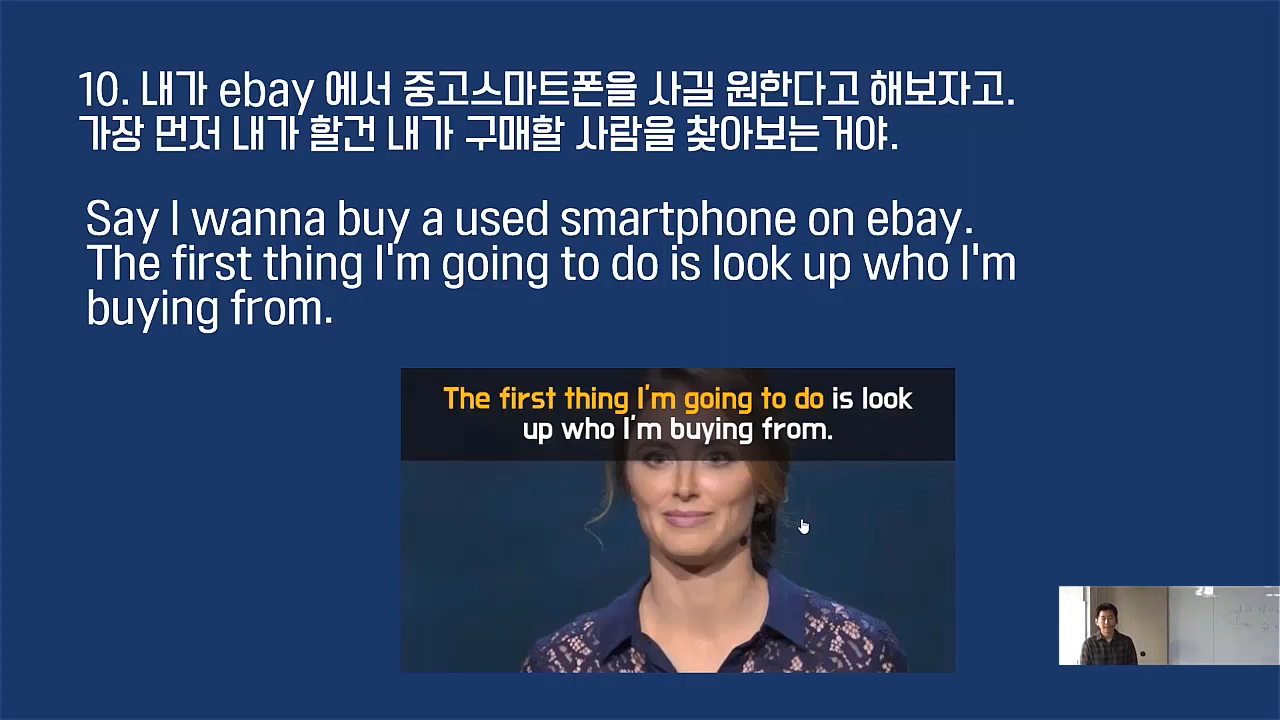 10. 내가 ebay 에서 중고스마트폰을 사길 원한다고 해보자고.
가장 먼저 내가 할건 내가 구매할 사람을 찾아보는거야.
Say I wanna buy a used smartphone on ebay.
The first thing I'm going to do is look up who I'm
buying from.
The first thing I'm going to do is look
up who I'm buying from.